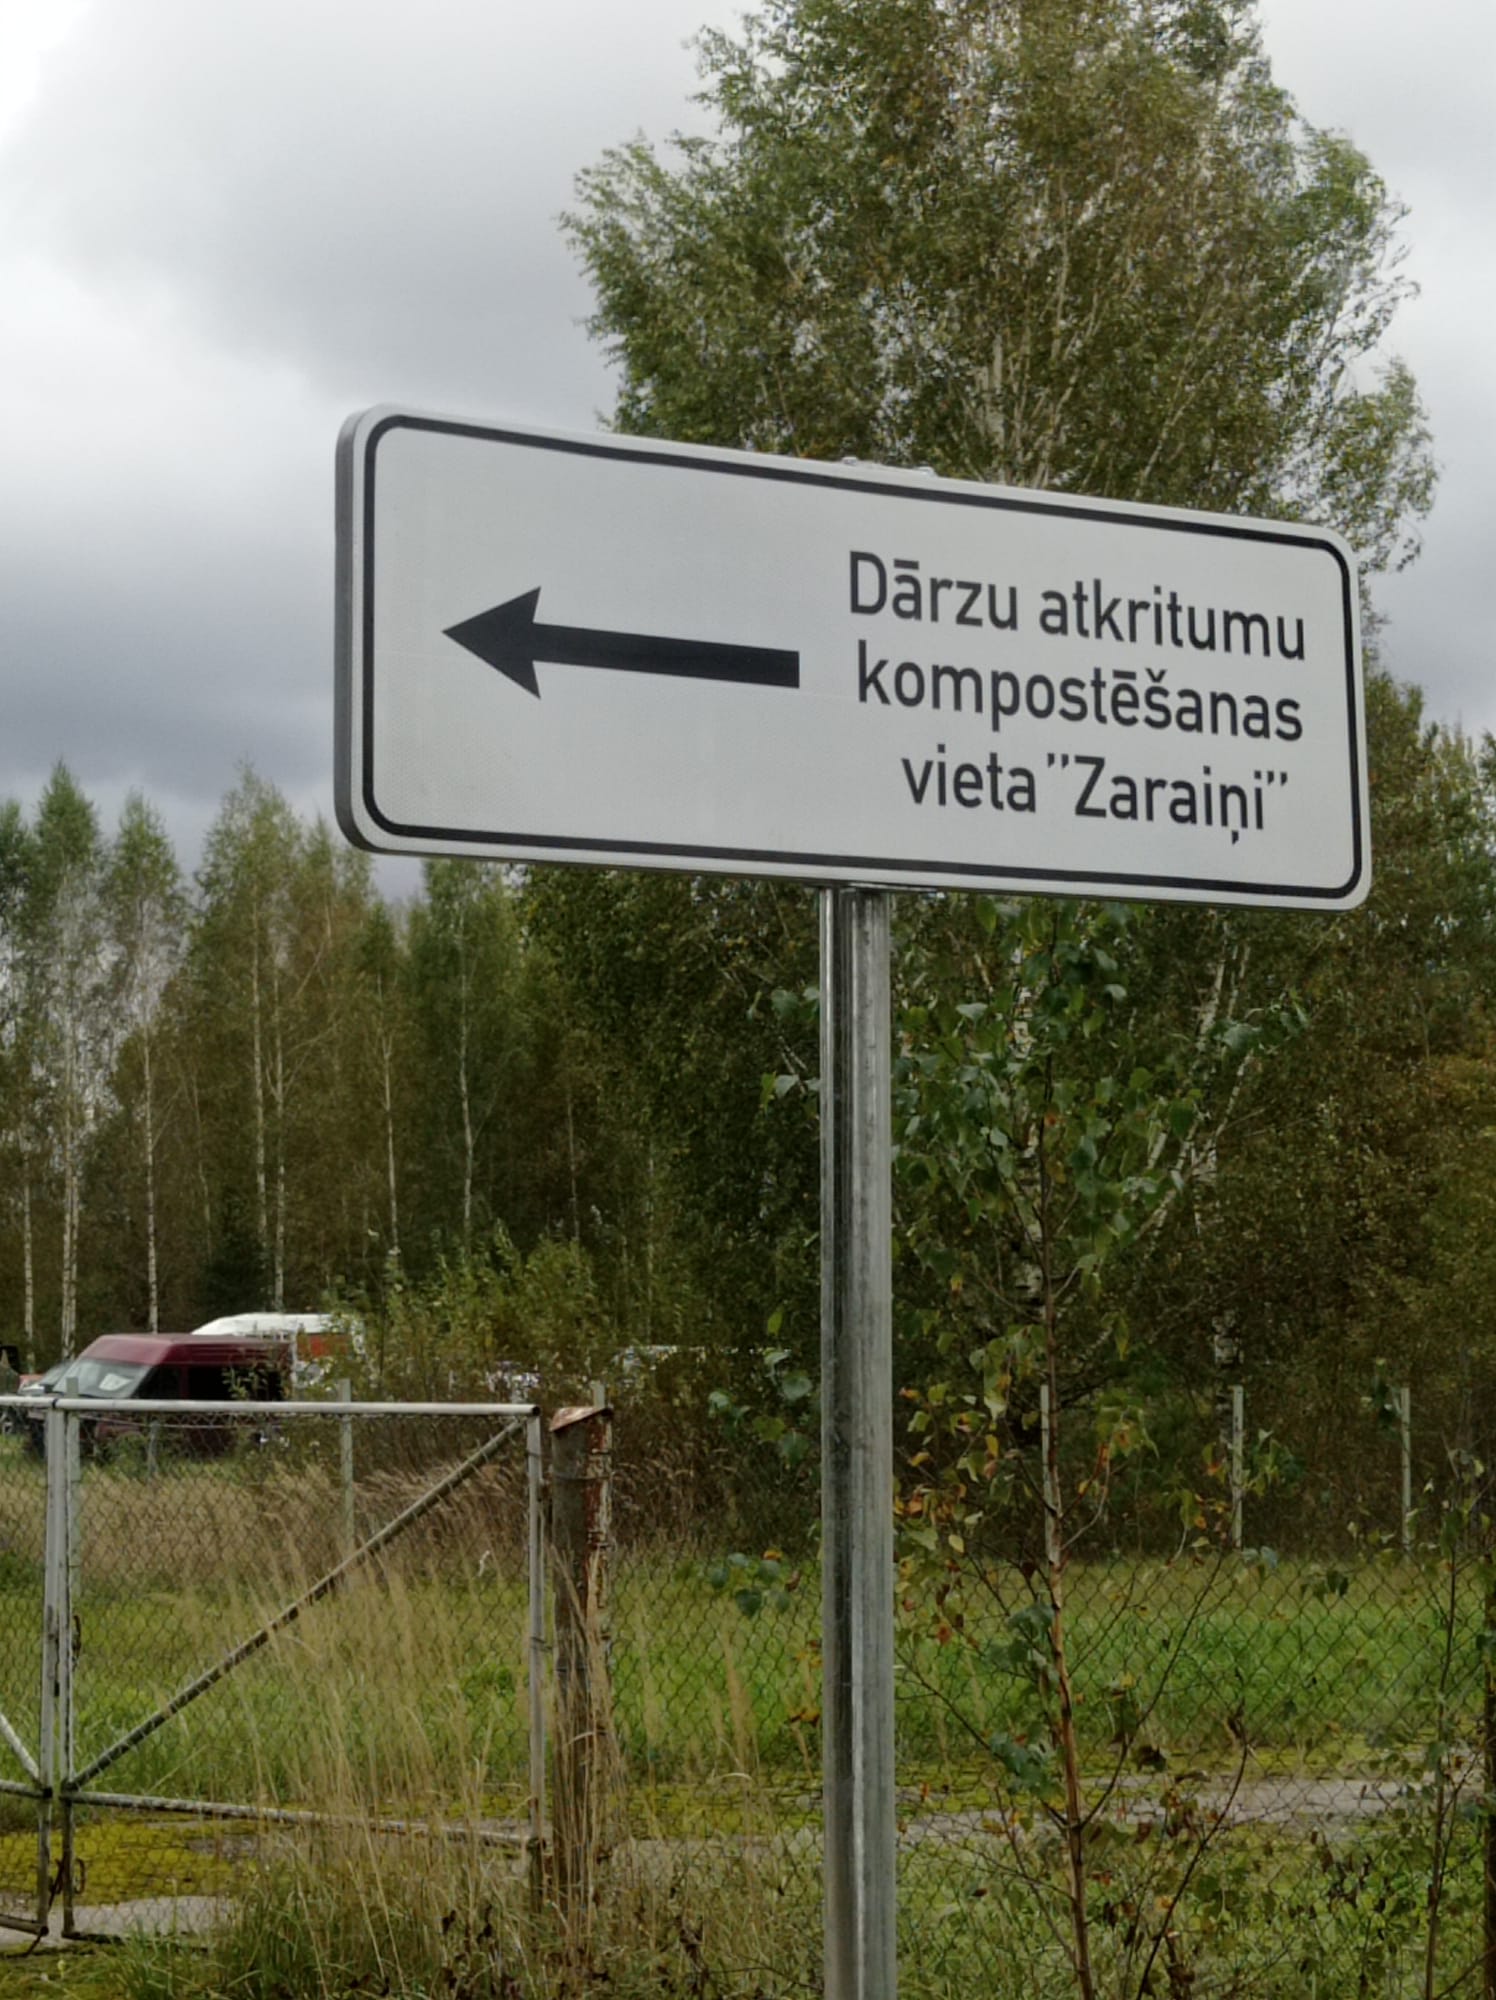 Dārzu atkritumu
kompostēšanas
vieta "Zaraiņi"